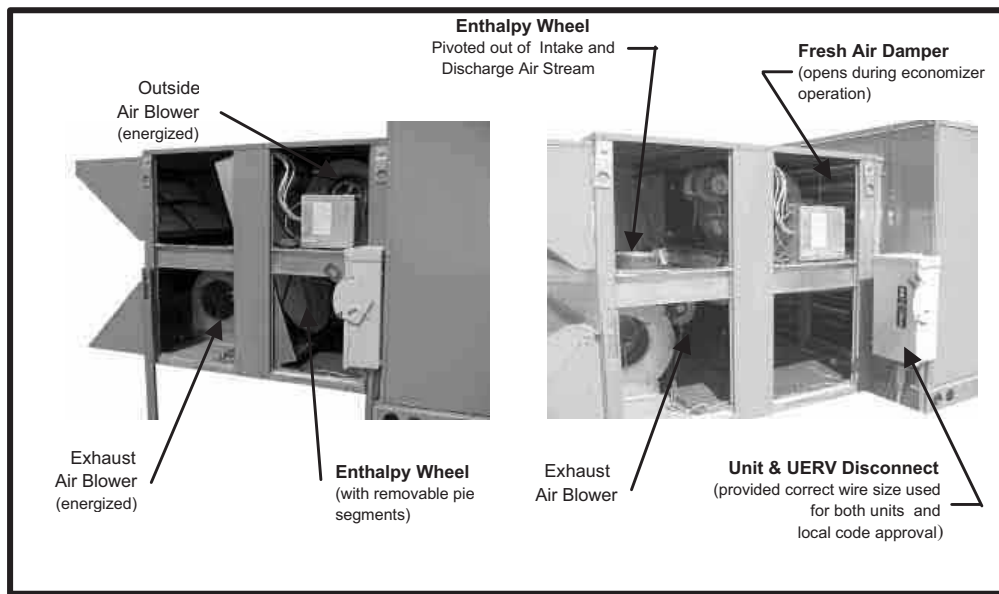 Enthalpy Wheel
Pivoted out of Intake and
Discharge Air Stream
Fresh Air Damper
(opens during economizer
operation)
Outside
Air Blower
(energized)
Exhaust
Air Blower
(energized)
Enthalpy Wheel
(with removable pie
segments)
Exhaust
Air Blower
Unit & UERV Disconnect
(provided correct wire size used
for both units and
local code approval)